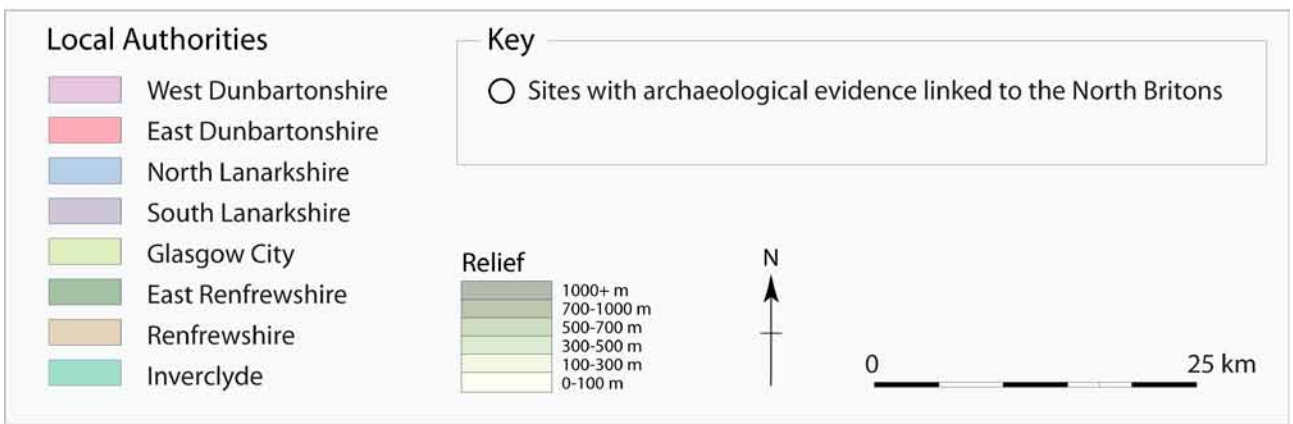 Local Authorities
West Dunbartonshire
East Dunbartonshire
North Lanarkshire
South Lanarkshire
Glasgow City
East Renfrewshire
Renfrewshire
Inverclyde
Key
Sites with archaeological evidence linked to the North Britons
Relief
1000+ m
700-1000 m
500-700 m
300-500 m
100-300 m
0-100 m
N
0 25 km